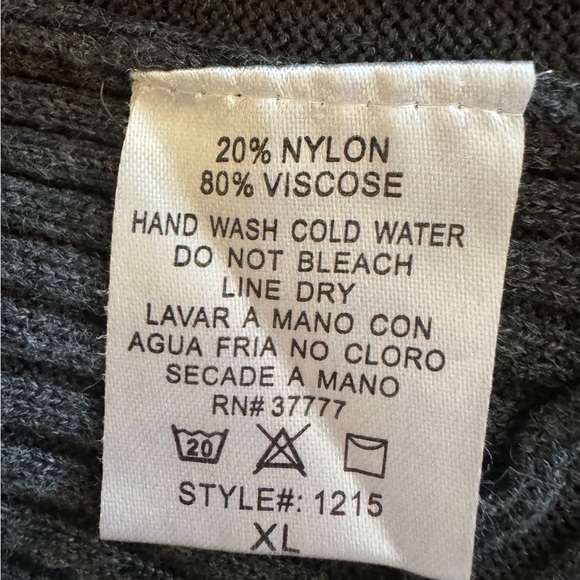 20% NYLON
80% VISCOSE
HAND WASH COLD WATER
DO NOT BLEACH
LINE DRY
LAVAR A MANO CON
AGUA FRIA NO CLORO
SECADE A MANO
RN# 37777
20
STYLE#: 1215
XL